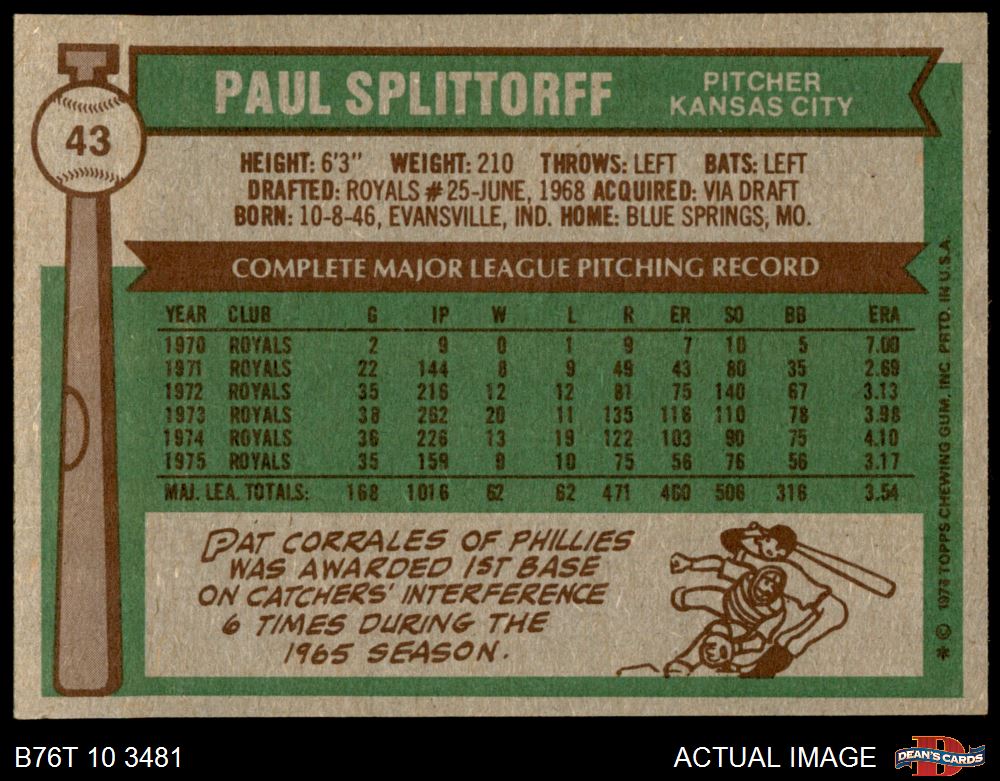 43
PAUL SPLITTORFF
PITCHER
KANSAS CITY
HEIGHT: 6'3" WEIGHT: 210 THROWS: LEFT BATS: LEFT
DRAFTED: ROYALS #25-JUNE, 1968 ACQUIRED: VIA DRAFT
BORN: 10-8-46, EVANSVILLE, IND. HOME: BLUE SPRINGS, MO.
COMPLETE MAJOR LEAGUE PITCHING RECORD
YEAR CLUB G IP W L R ER SO BB ERA
1970 ROYALS 2 9 0 1 9 7 10 5 7.00
1971 ROYALS 22 144 8 9 49 43 80 35 2.69
1972 ROYALS 35 216 12 12 81 75 140 67 3.13
1973 ROYALS 38 262 20 11 135 116 110 78 3.98
1974 ROYALS 36 226 13 19 122 103 90 75 4.10
1975 ROYALS 35 159 9 10 75 56 76 56 3.17
MAJ. LEA. TOTALS: 168 1016 62 62 471 400 506 316 3.54
PAT CORRALES OF PHILLIES
WAS AWARDED 1ST BASE
ON CATCHERS' INTERFERENCE
6 TIMES DURING THE
1965 SEASON.
* © 1976 TOPPS CHEWING GUM, INC. PRTD. IN U.S.A.
B76T 10 3481
ACTUAL IMAGE
D
DEAN'S CARDS